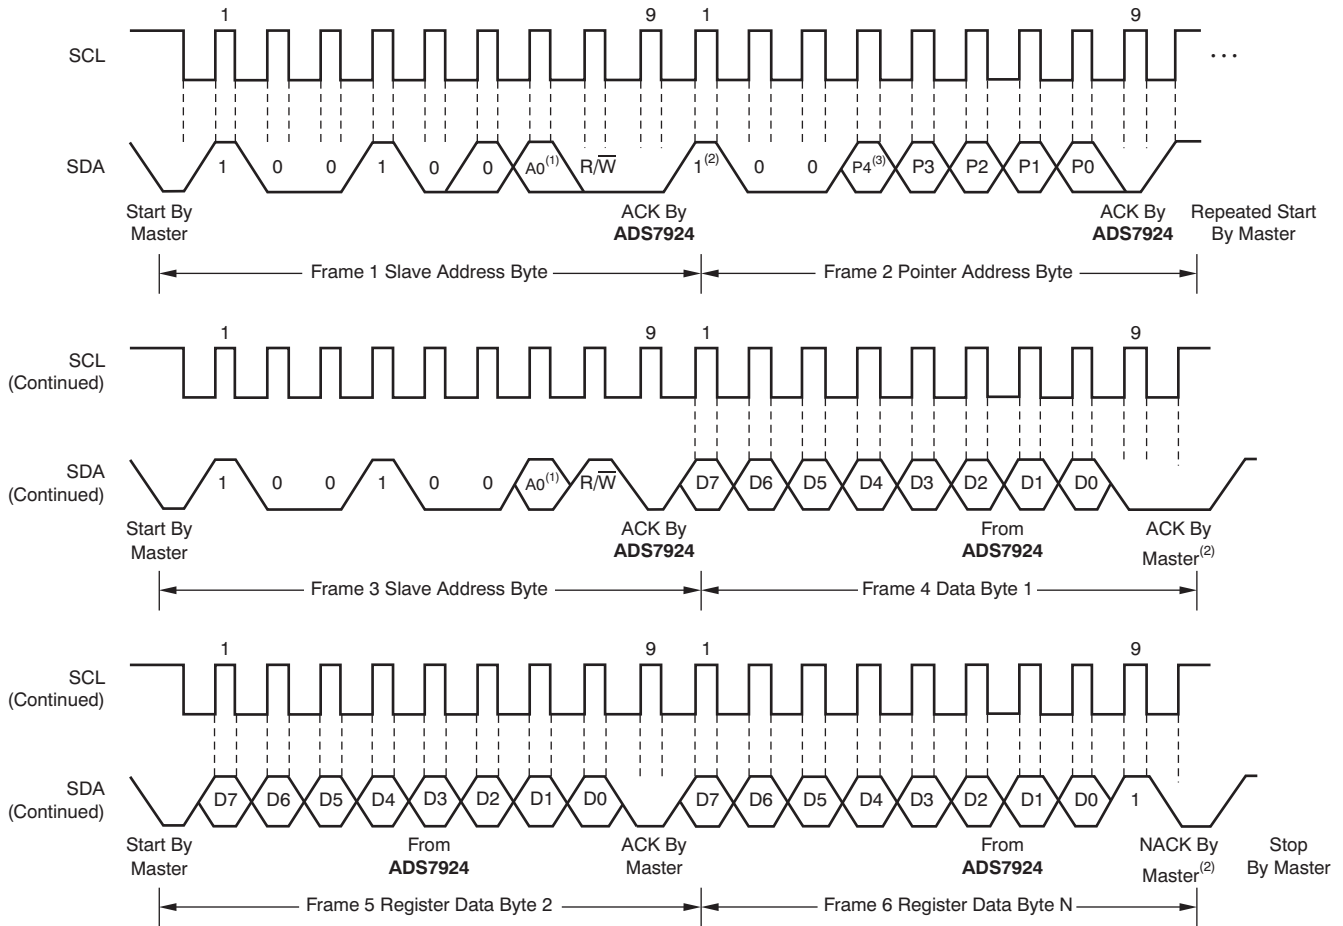 1 9 1 9
SCL ...
SDA 1 0 0 1 0 0 A0(1) R/W 1(2) 0 0 P4(3) P3 P2 P1 P0
Start By Master ACK By ADS7924 ACK By ADS7924 Repeated Start By Master
Frame 1 Slave Address Byte Frame 2 Pointer Address Byte
1 9 1 9
SCL (Continued)
SDA (Continued) 1 0 0 1 0 0 A0(1) R/W D7 D6 D5 D4 D3 D2 D1 D0
Start By Master ACK By ADS7924 From ADS7924 ACK By Master(2)
Frame 3 Slave Address Byte Frame 4 Data Byte 1
1 9 1 9
SCL (Continued)
SDA (Continued) D7 D6 D5 D4 D3 D2 D1 D0 D7 D6 D5 D4 D3 D2 D1 D0 1
Start By Master From ADS7924 ACK By Master From ADS7924 NACK By Master(2) Stop By Master
Frame 5 Register Data Byte 2 Frame 6 Register Data Byte N